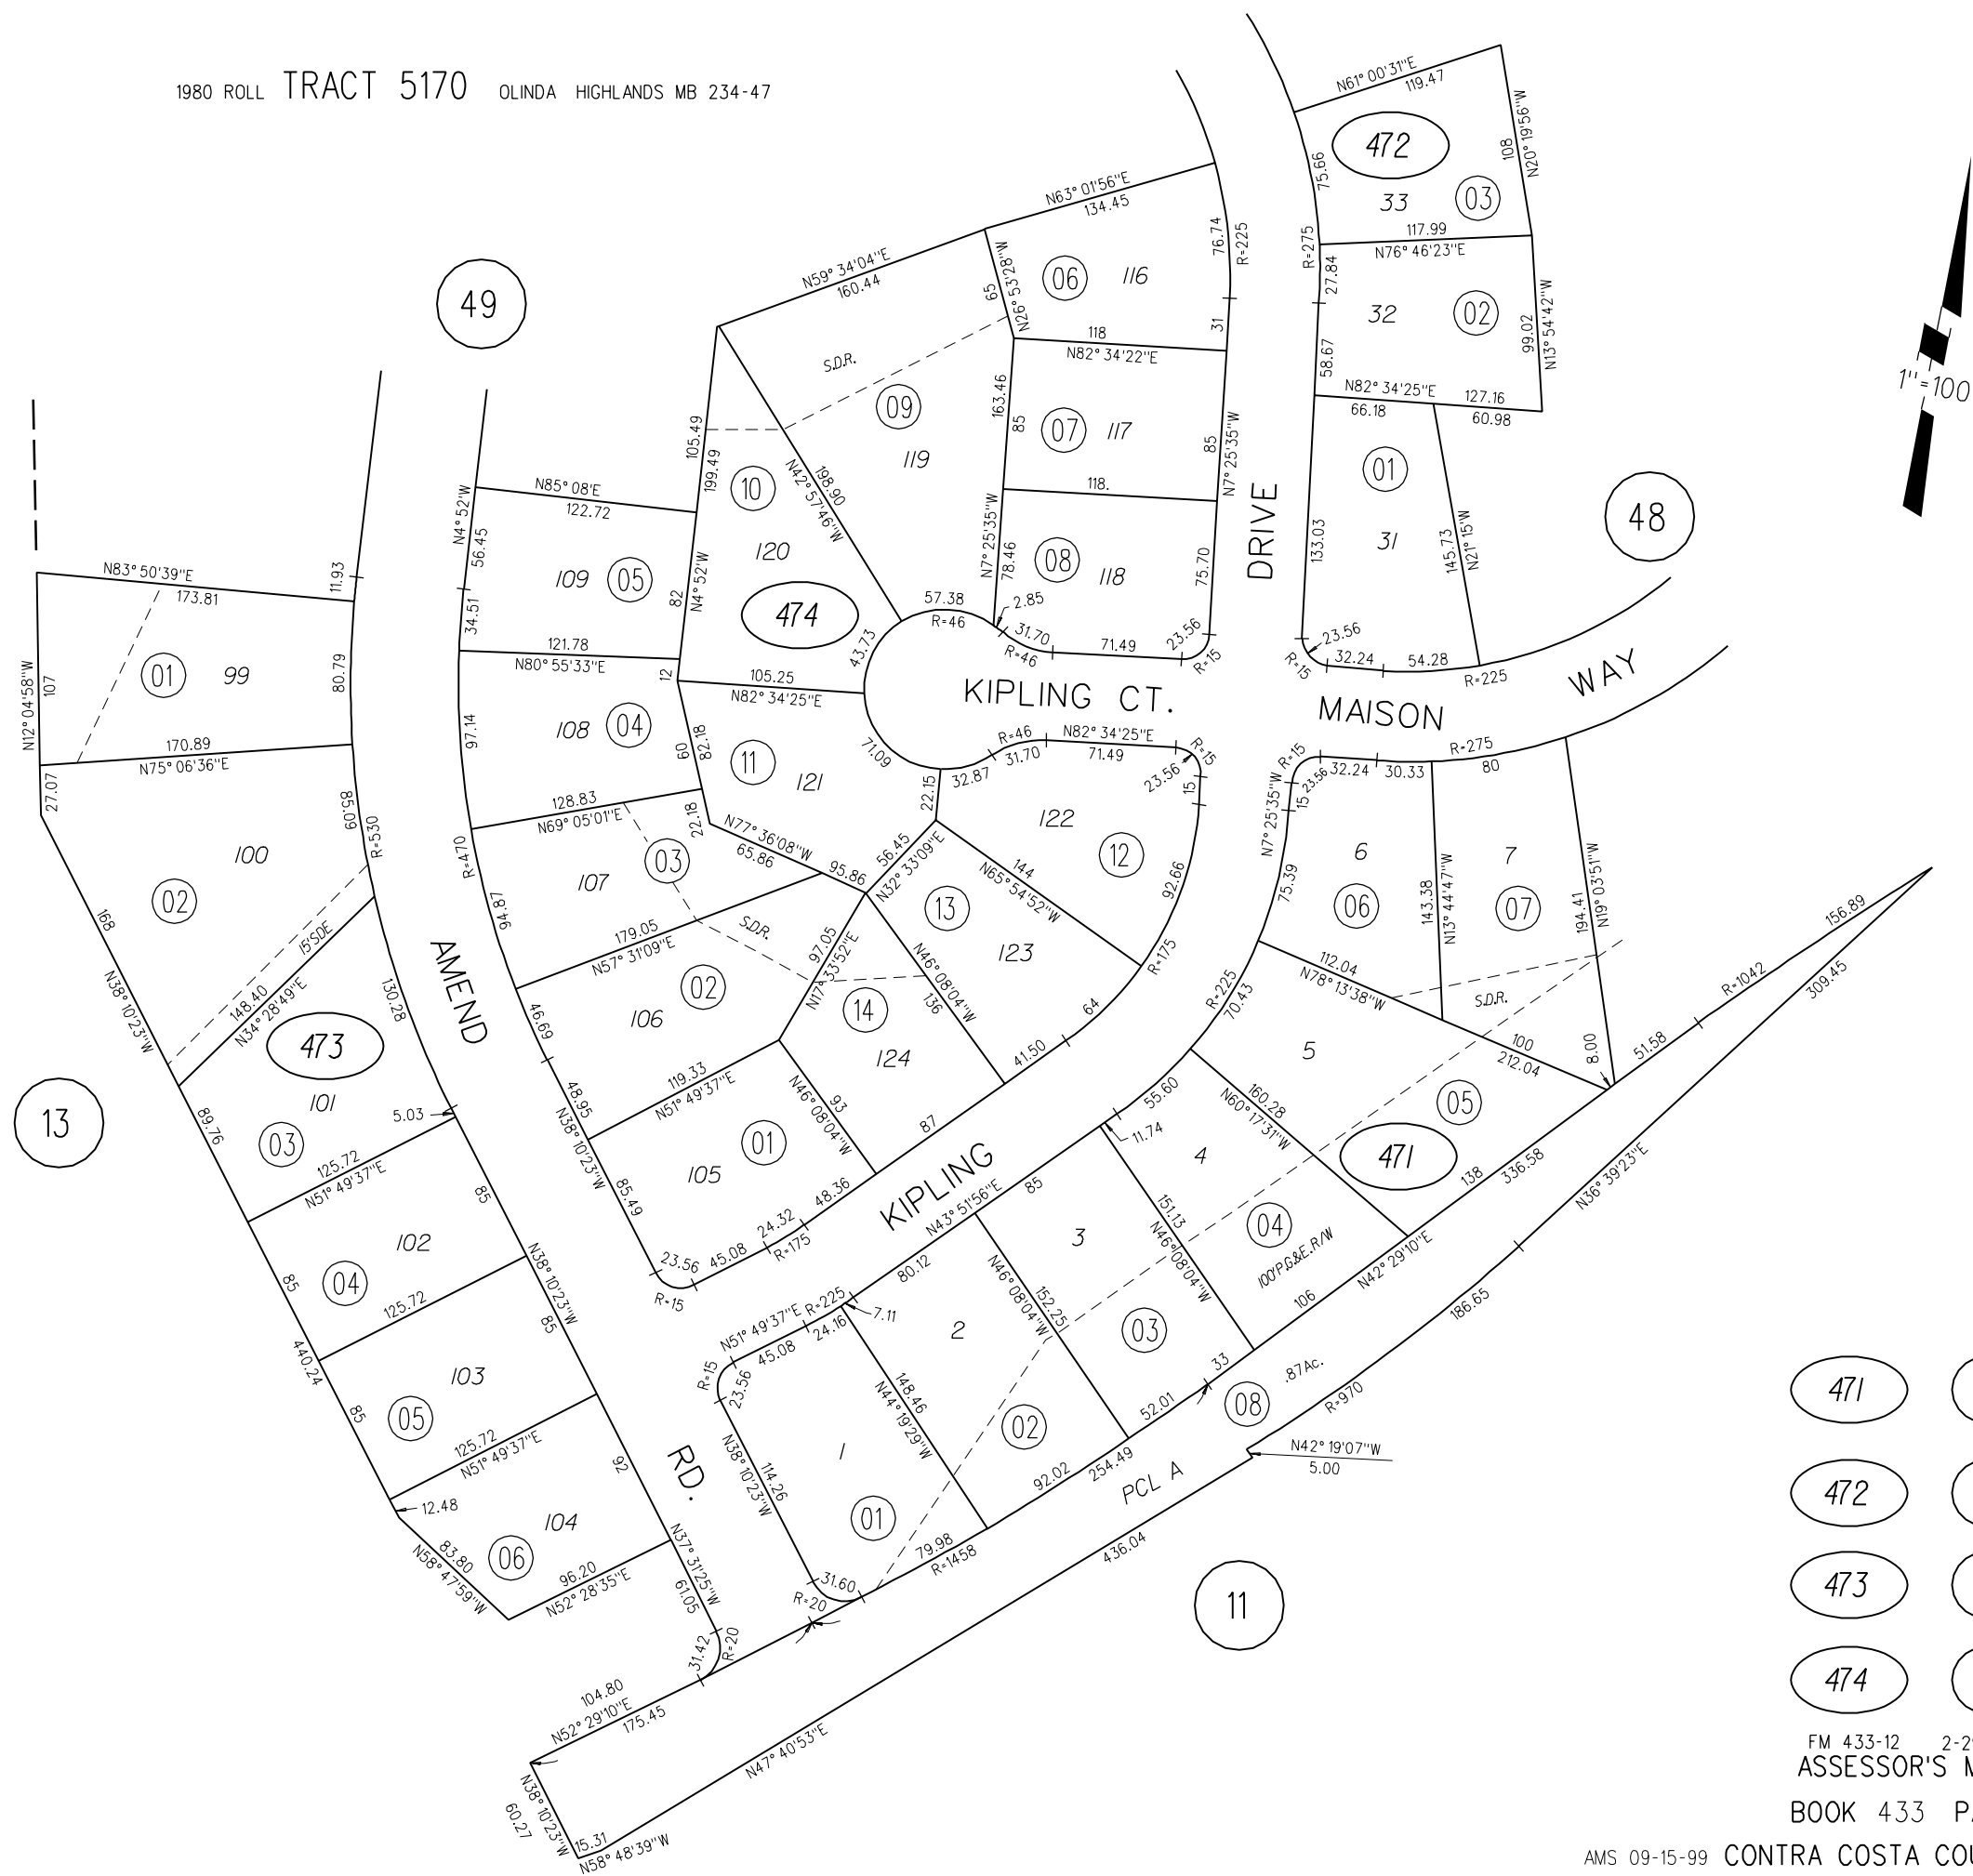 1980 ROLL TRACT 5170 OLINDA HIGHLANDS MB 234-47
N61°00'31"E
119.47
472
75.66
33
03
108
N20°19'56"W
117.99
N76°46'23"E
R=275
27.84
32
02
99.02
N13°54'42"W
58.67
N82°34'25"E
127.16
66.18
60.98
01
31
133.03
145.73
N21°15'W
48
23.56
R=15
32.24
54.28
R=225
1"=100
N63°01'56"E
134.45
76.74
R=225
N59°34'04"E
160.44
65
N26°53'28"W
06
116
31
118
N82°34'22"E
S.D.R.
09
119
163.46
85
07
117
85
N7°25'35"W
118.
N7°25'35"W
78.46
08
118
75.70
DRIVE
105.49
199.49
10
198.90
N42°57'46"W
120
474
82
N4°52'W
57.38
R=46
2.85
31.70
R=46
71.49
23.56
R=15
43.73
12
105.25
N82°34'25"E
KIPLING CT.
MAISON WAY
49
N85°08'E
122.72
N4°52'W
56.45
109
05
34.51
121.78
N80°55'33"E
108
04
97.14
60
82.18
11
121
71.09
22.15
32.87
R=46
31.70
N82°34'25"E
71.49
R=15
23.56
15
128.83
N69°05'01"E
22.18
N77°36'08"W
65.86
95.86
56.45
N32°33'09"E
122
12
144
N65°54'52"W
92.66
R=470
107
03
94.87
179.05
N57°31'09"E
S.D.R.
97.05
N17°33'52"E
13
123
N46°08'04"W
136
R=175
64
46.69
106
02
14
124
41.50
119.33
N51°49'37"E
48.95
N38°10'23"W
93
N46°08'04"W
87
105
01
85.49
48.36
24.32
R=175
45.08
23.56
R=15
N83°50'39"E
173.81
11.93
N12°04'58"W
107
01
99
80.79
170.89
N75°06'36"E
27.07
60.58
R=530
100
02
168
N38°10'23"W
15'SDE
148.40
N34°28'49"E
130.28
AMEND
473
101
03
5.03
89.76
13
125.72
N51°49'37"E
85
102
04
85
125.72
N38°10'23"W
85
440.24
103
05
85
125.72
N51°49'37"E
92
12.48
104
06
83.80
N58°47'59"W
96.20
N52°28'35"E
N37°31'25"W
61.05
RD.
31.42
R=20
104.80
N52°29'10"E
175.45
N38°10'23"W
60.27
15.31
N58°48'39"W
N47°40'53"E
436.04
R=15
23.56
32.24
30.33
R=275
80
N7°25'35"W
15
75.39
6
06
143.38
N13°44'47"W
7
07
194.41
N19°03'51"W
156.89
R=1042
309.45
112.04
N78°13'38"W
S.D.R.
100
212.04
8.00
51.58
R=225
70.43
5
05
55.60
160.28
N60°17'31"W
471
11.74
4
04
138
336.58
N36°39'23"E
KIPLING
N43°51'56"E
85
151.13
N46°08'04"W
100'P.G.&E.R/W
N42°29'10"E
106
186.65
80.12
3
03
N46°08'04"W
152.25
33
.87Ac.
R=970
N51°49'37"E
R=225
7.11
45.08
24.16
2
02
52.01
08
N42°19'07"W
5.00
R=15
23.56
148.46
N44°19'29"W
92.02
254.49
PCL A
1
01
N38°10'23"W
114.26
31.60
R=20
79.98
R=1458
11
471
472
473
474
FM 433-12
ASSESSOR'S
BOOK 433
AMS 09-15-99 CONTRA COSTA